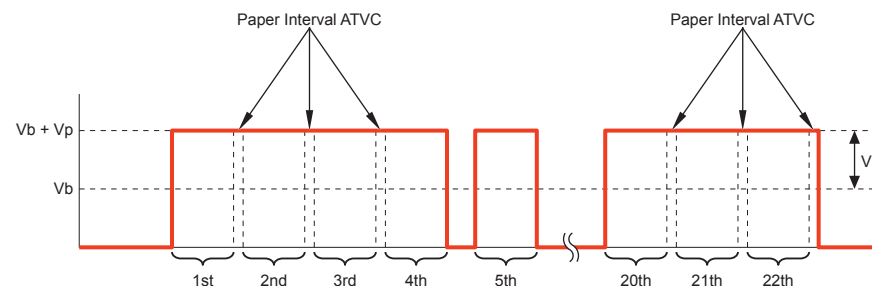 Paper Interval ATVC
Paper Interval ATVC
Vb + Vp
V
Vb
1st 2nd 3rd 4th 5th 20th 21th 22th